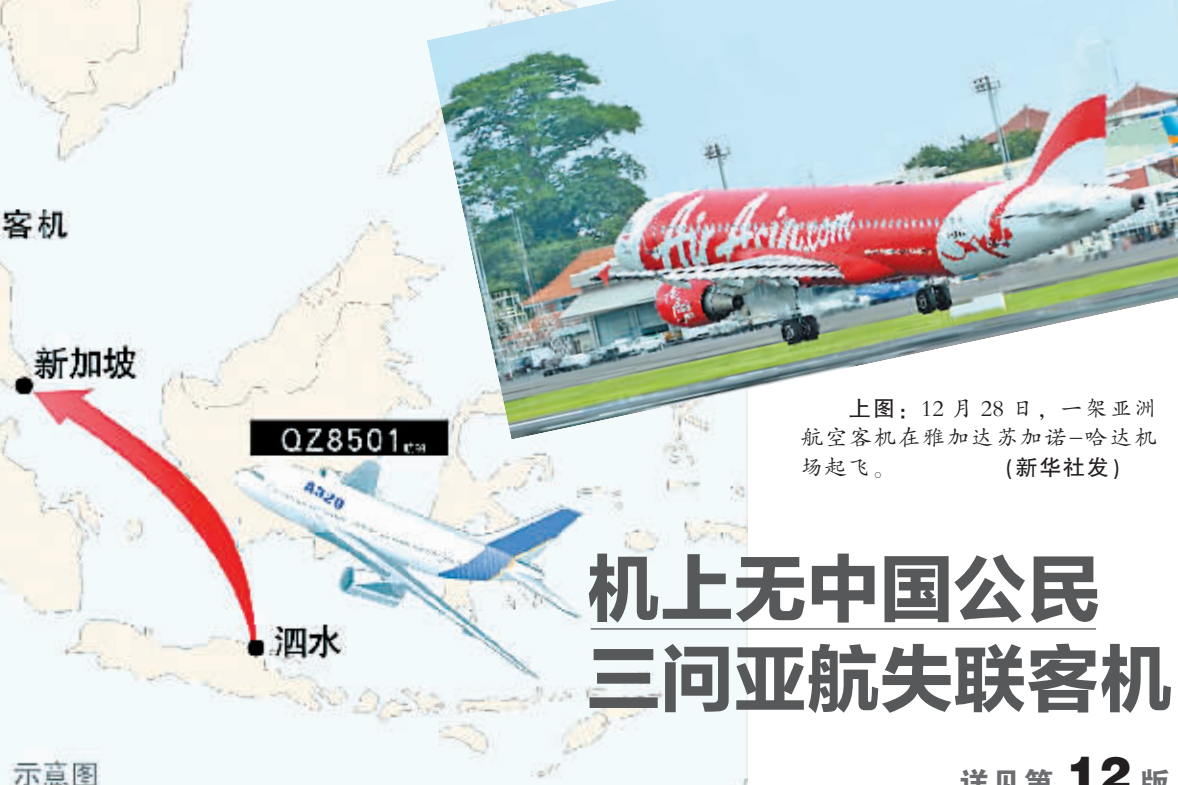 客机
新加坡
QZ8501
A320
泗水
示意图
AirAsia.com
上图：12月28日，一架亚洲
航空客机在雅加达苏加诺-哈达机
场起飞。 (新华社发)
机上无中国公民
三问亚航失联客机
详见第 12 版